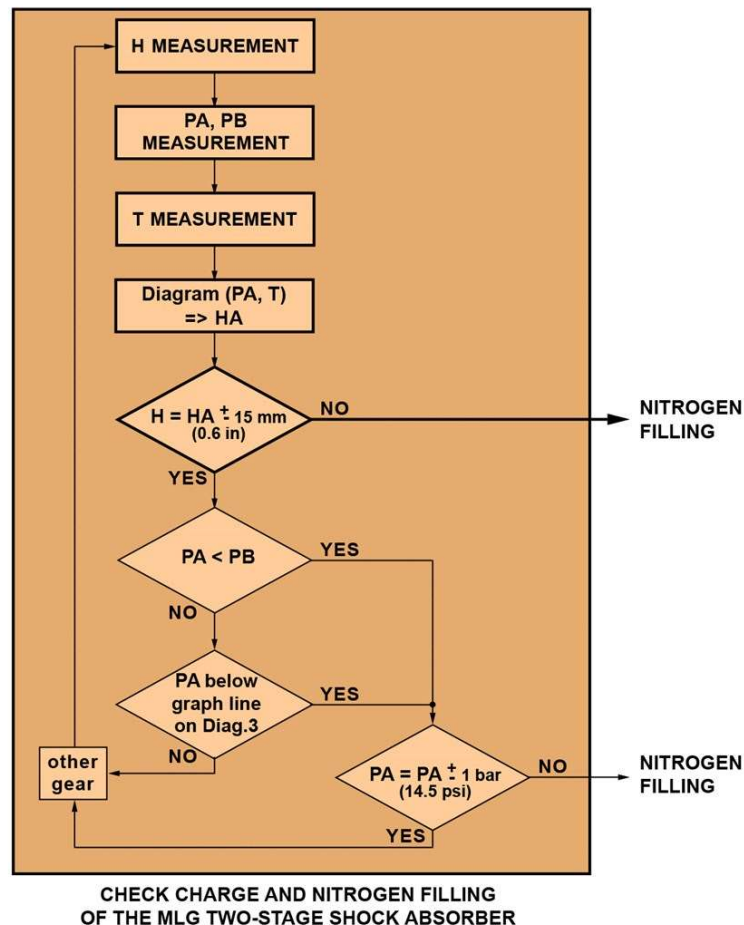 H MEASUREMENT
PA, PB
MEASUREMENT
T MEASUREMENT
Diagram (PA, T)
=> HA
H = HA ± 15 mm
(0.6 in)
NO
NITROGEN
FILLING
YES
PA < PB
YES
NO
PA below
graph line
on Diag.3
YES
NO
other
gear
PA = PA ± 1 bar
(14.5 psi)
NO
NITROGEN
FILLING
YES
CHECK CHARGE AND NITROGEN FILLING
OF THE MLG TWO-STAGE SHOCK ABSORBER